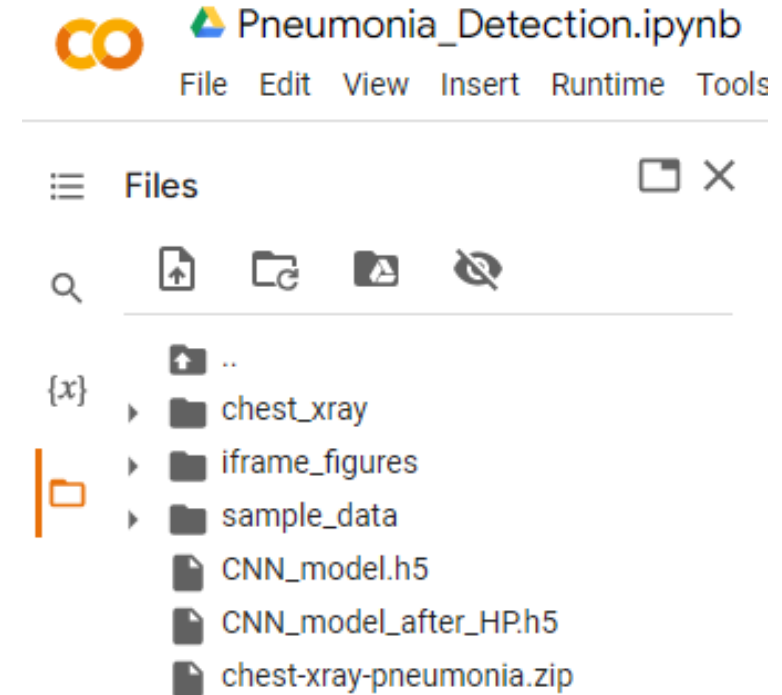 CO Pneumonia_Detection.ipynb
File Edit View Insert Runtime Tools
Files
{x}
..
chest_xray
iframe_figures
sample_data
CNN_model.h5
CNN_model_after_HP.h5
chest-xray-pneumonia.zip